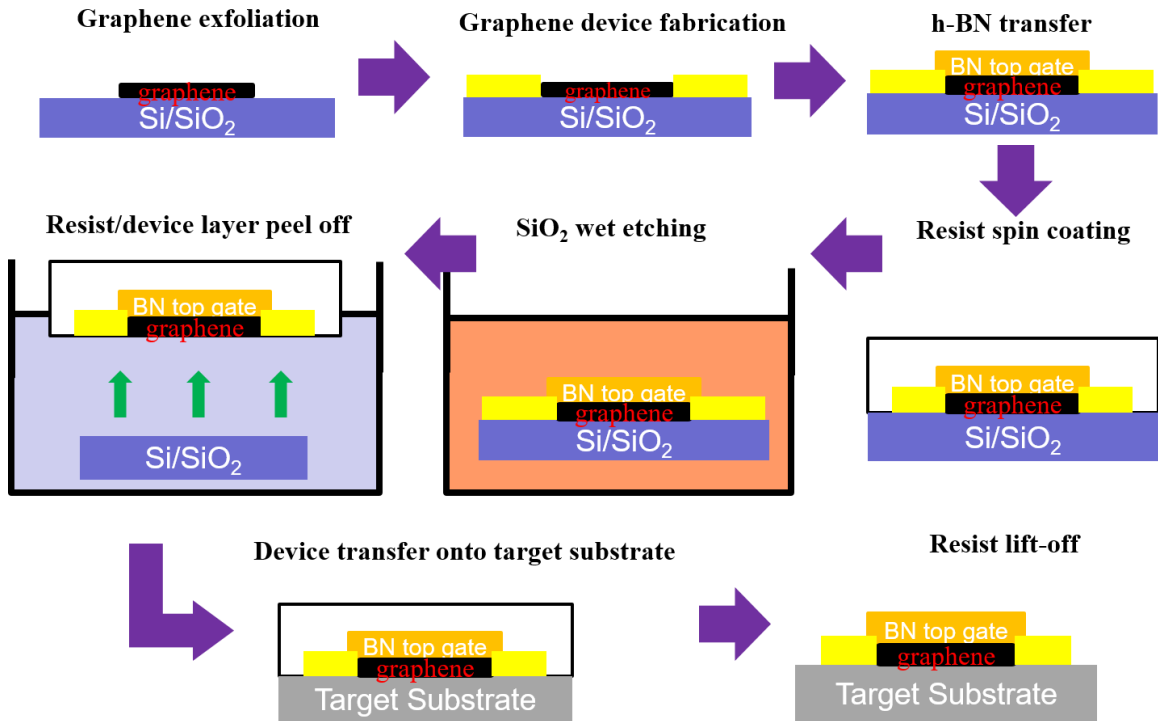 Graphene exfoliation
graphene
Si/SiO₂
Graphene device fabrication
graphene
Si/SiO₂
h-BN transfer
BN top gate
graphene
Si/SiO₂
Resist/device layer peel off
BN top gate
graphene
Si/SiO₂
SiO₂ wet etching
BN top gate
graphene
Si/SiO₂
Resist spin coating
BN top gate
graphene
Si/SiO₂
Device transfer onto target substrate
BN top gate
graphene
Target Substrate
Resist lift-off
BN top gate
graphene
Target Substrate